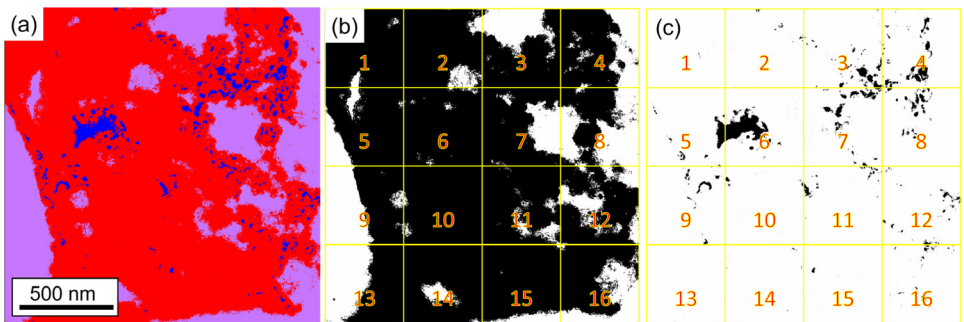 (a) (b) (c)
1 2 3 4 1 2 3 4
5 6 7 8 5 6 7 8
9 10 11 12 9 10 11 12
500 nm
13 14 15 16 13 14 15 16